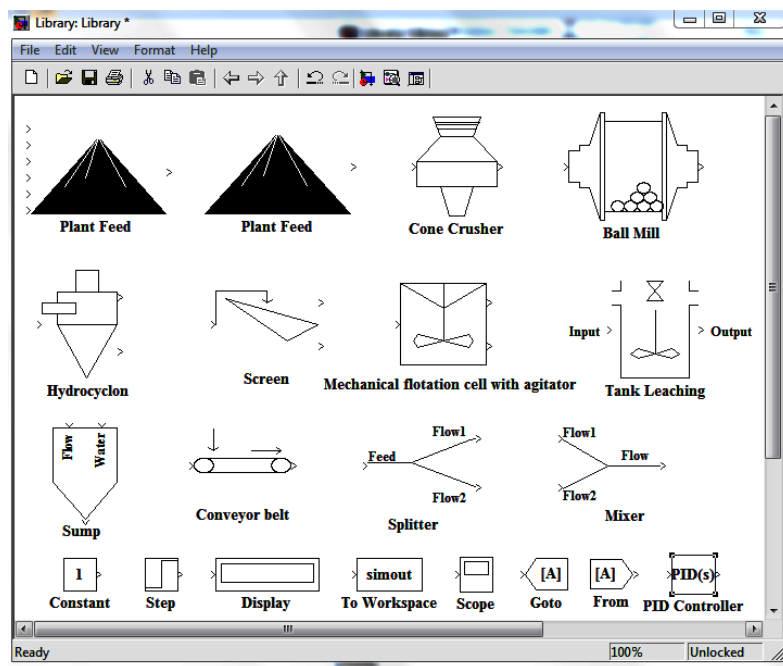 Library: Library *
File Edit View Format Help
Plant Feed Plant Feed Cone Crusher Ball Mill
Hydrocyclon Screen Mechanical flotation cell with agitator Input Output Tank Leaching
Flow Water Sump
Conveyor belt
Feed Flow1 Flow2 Splitter
Flow1 Flow2 Flow Mixer
1 simout [A] [A] PID(s)
Constant Step Display To Workspace Scope Goto From PID Controller
Ready 100% Unlocked